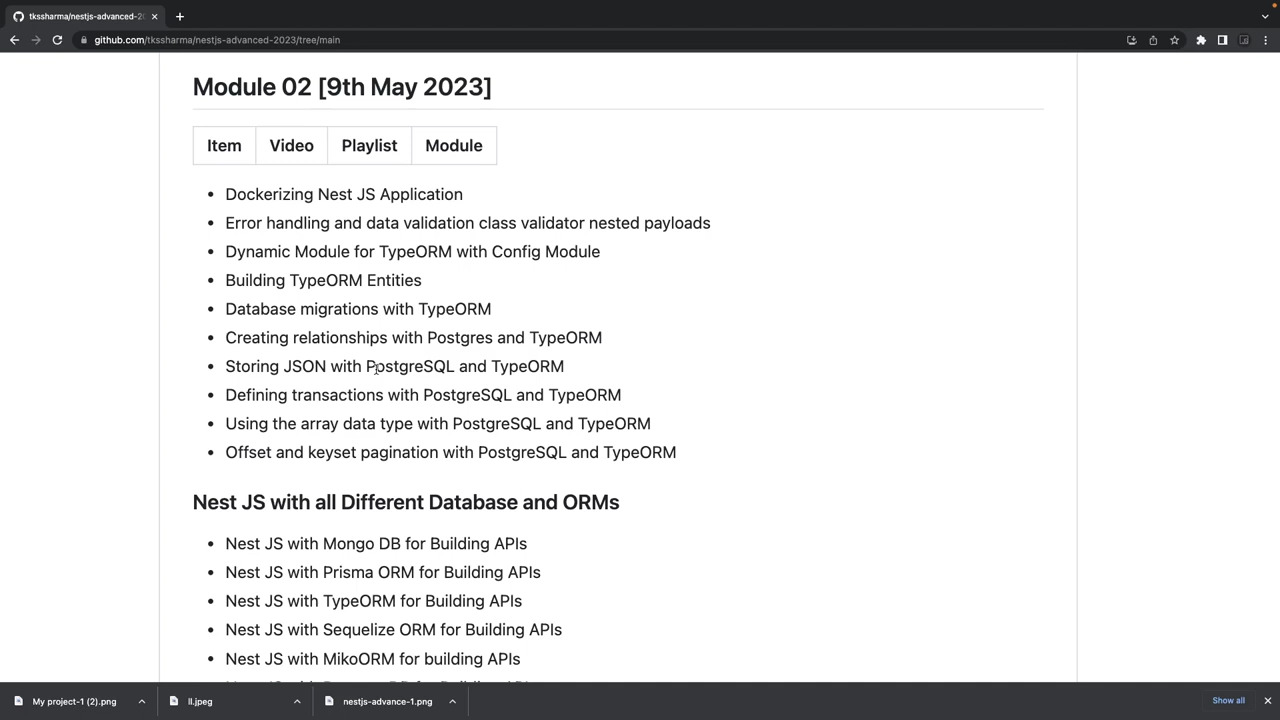 tkssharma/nestjs-advanced-20
github.com/tkssharma/nestjs-advanced-2023/tree/main
Module 02 [9th May 2023]
Item Video Playlist Module
• Dockerizing Nest JS Application
• Error handling and data validation class validator nested payloads
• Dynamic Module for TypeORM with Config Module
• Building TypeORM Entities
• Database migrations with TypeORM
• Creating relationships with Postgres and TypeORM
• Storing JSON with PostgreSQL and TypeORM
• Defining transactions with PostgreSQL and TypeORM
• Using the array data type with PostgreSQL and TypeORM
• Offset and keyset pagination with PostgreSQL and TypeORM
Nest JS with all Different Database and ORMs
• Nest JS with Mongo DB for Building APIs
• Nest JS with Prisma ORM for Building APIs
• Nest JS with TypeORM for Building APIs
• Nest JS with Sequelize ORM for Building APIs
• Nest JS with MikoORM for building APIs
My project-1 (2).png ll.jpeg nestjs-advance-1.png Show all